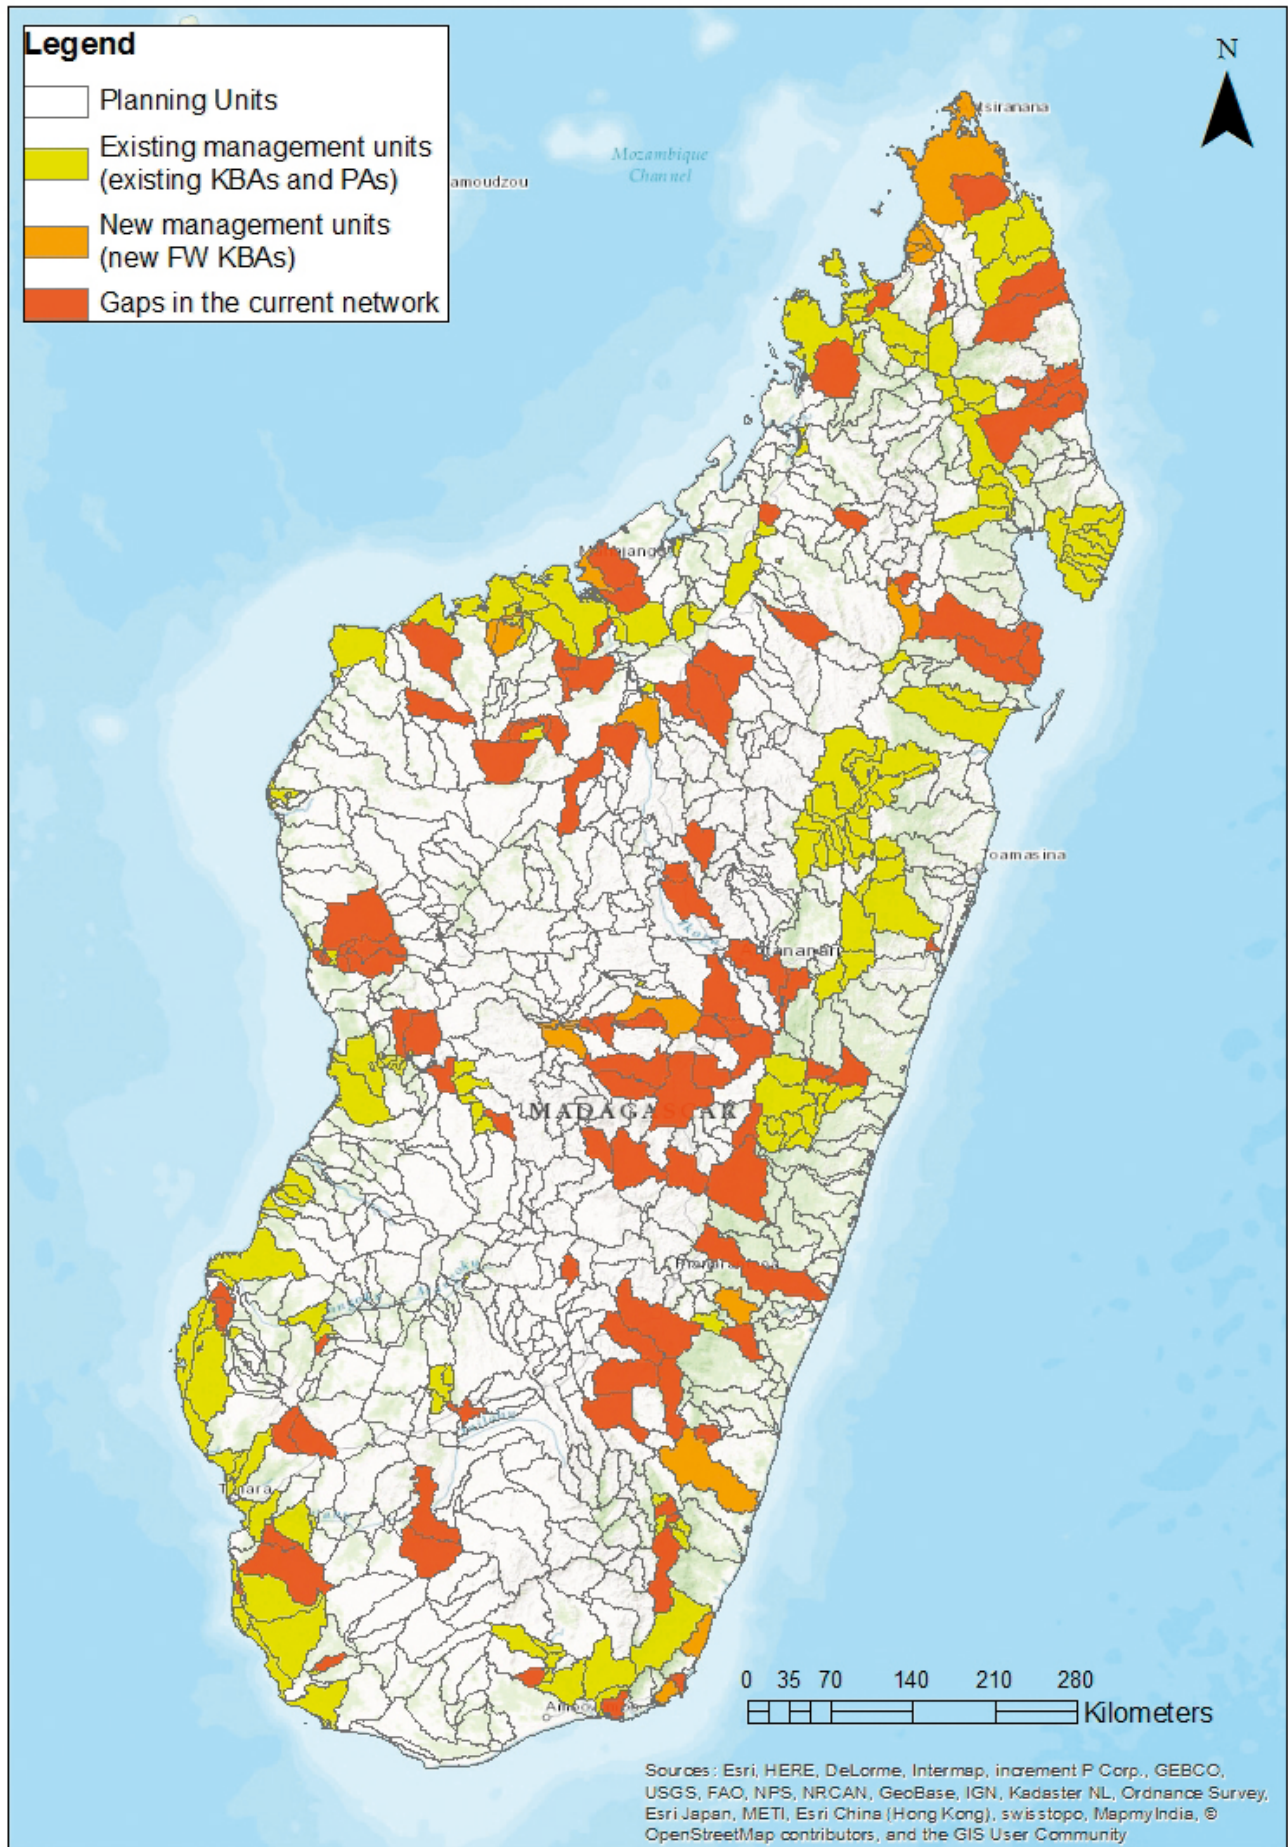 Legend
Planning Units
Existing management units
(existing KBAs and PAs)
New management units
(new FW KBAs)
Gaps in the current network
N
tsiranana
Mozambique
Channel
amoudzou
oamasina
MADAGASCAR
0 35 70 140 210 280
Kilometers
Sources: Esri, HERE, DeLorme, Intermap, increment P Corp., GEBCO,
USGS, FAO, NPS, NRCAN, GeoBase, IGN, Kadaster NL, Ordnance Survey,
Esri Japan, METI, Esri China (Hong Kong), swisstopo, MapmyIndia, ©
OpenStreetMap contributors, and the GIS User Community